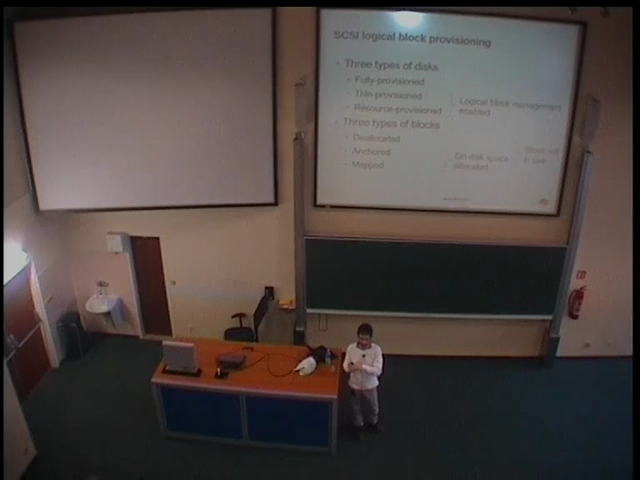 SCSI logical block provisioning
Three types of disks
Fully-provisioned
Thin-provisioned
Resource-provisioned
Logical block management
enabled
Three types of blocks
Deallocated
Anchored
Mapped
On disk space